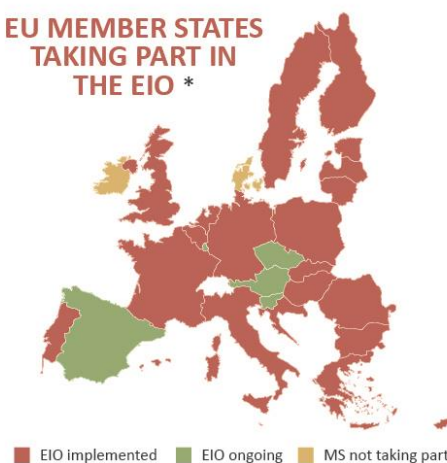 EU MEMBER STATES
TAKING PART IN
THE EIO *
EIO implemented EIO ongoing MS not taking part